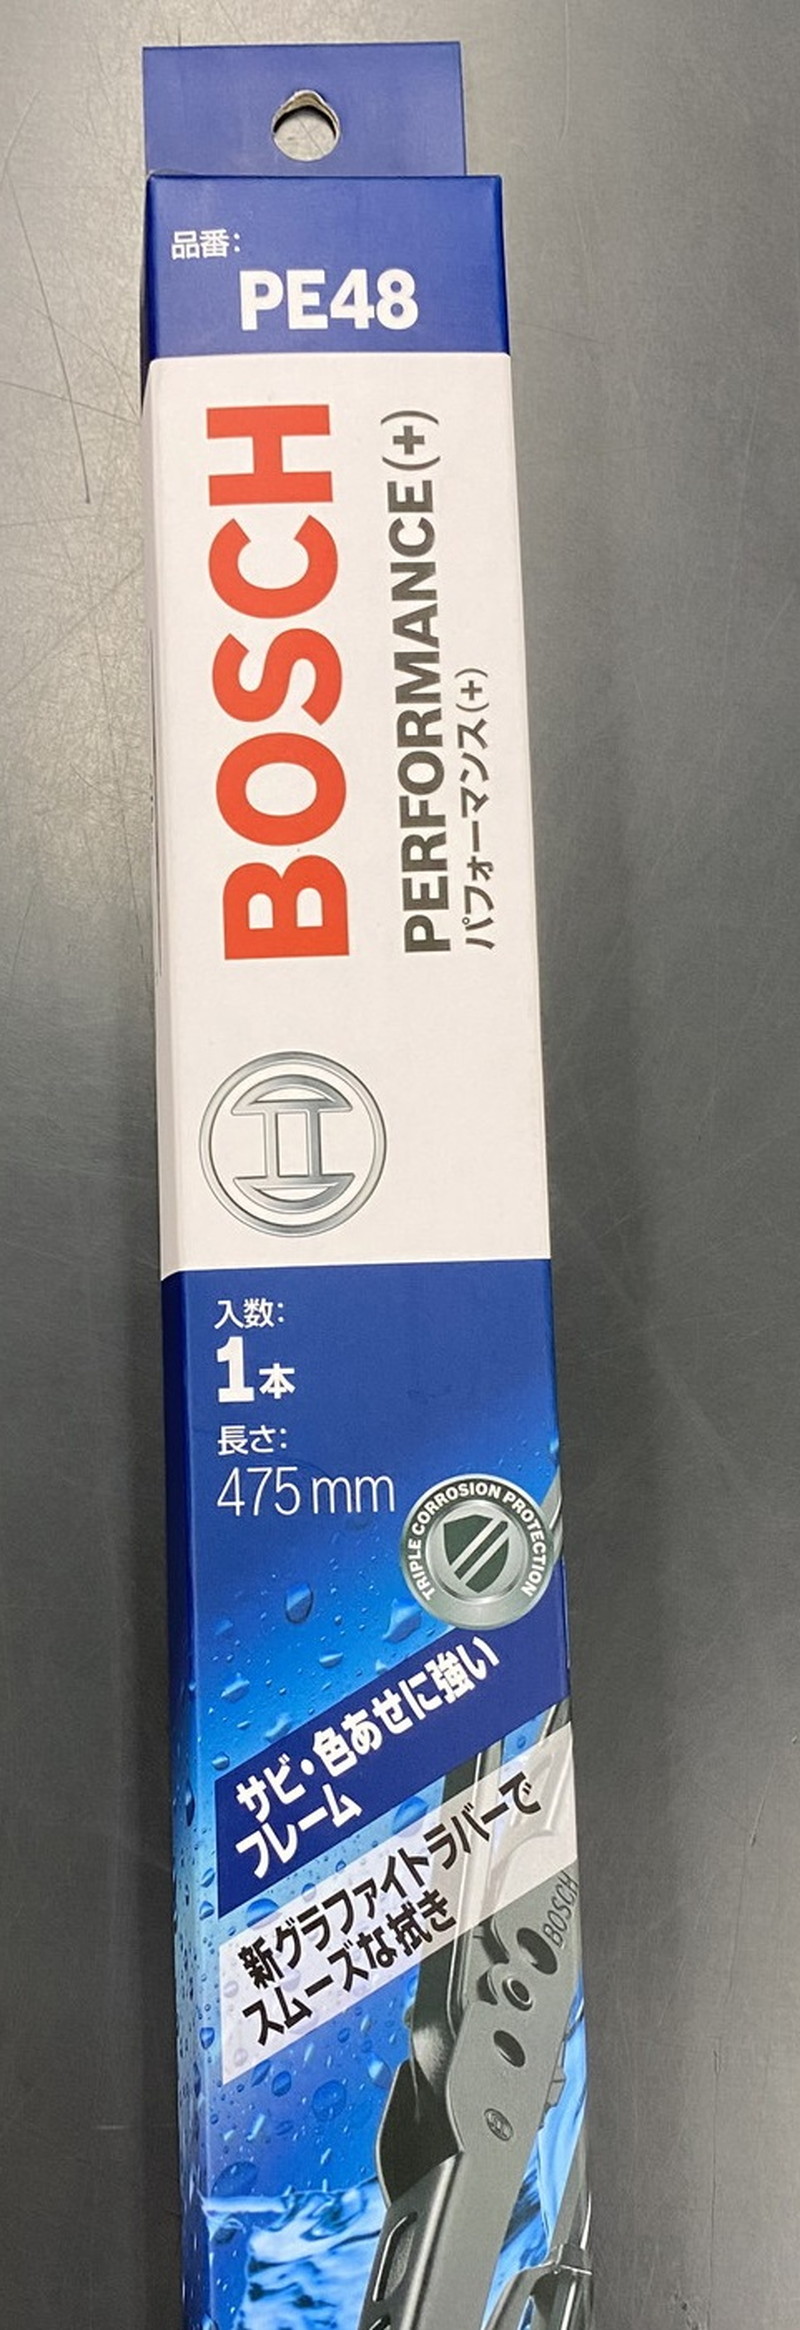 品番:
PE48
BOSCH
PERFORMANCE(+)
パフォーマンス(+)
入数:
1本
長さ:
475mm
TRIPLE CORROSION PROTECTION
サビ・色あせに強い
フレーム
新グラファイトラバーで
スムーズな拭き
BOSCH